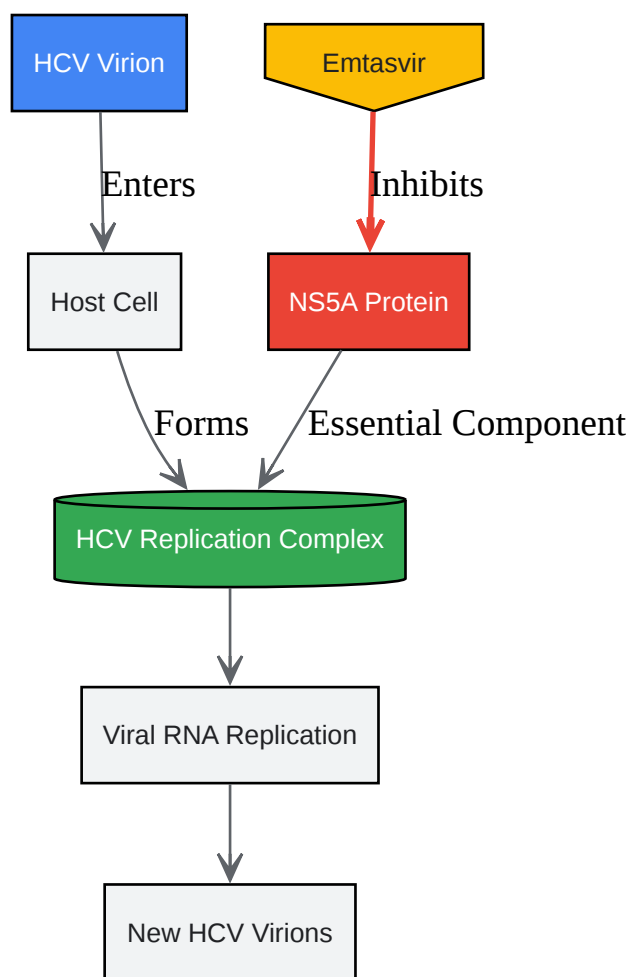 HCV Virion
Emtasvir
Enters
Inhibits
Host Cell
NS5A Protein
Forms
Essential Component
HCV Replication Complex
Viral RNA Replication
New HCV Virions